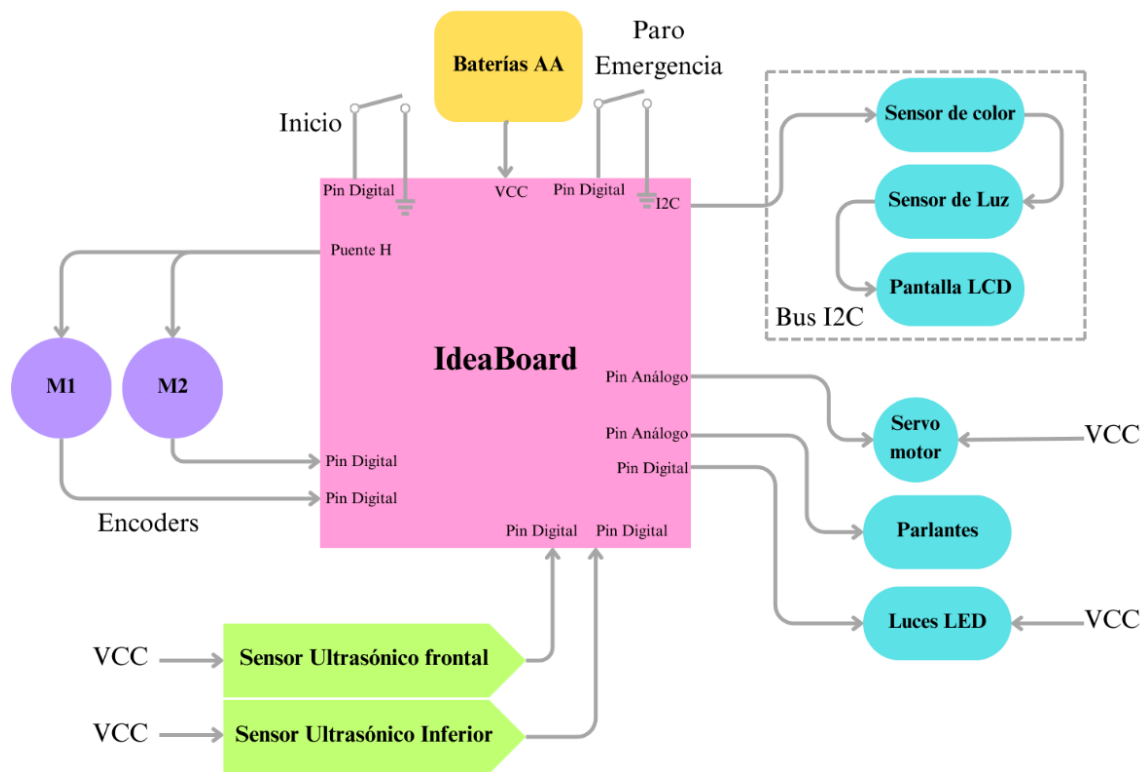 Paro
Emergencia
Baterías AA
Inicio
Sensor de color
Sensor de Luz
Pantalla LCD
Bus I2C
Pin Digital
VCC
Pin Digital
I2C
Puente H
M1
M2
IdeaBoard
Pin Análogo
Pin Análogo
Pin Digital
Servo
motor
VCC
Pin Digital
Pin Digital
Encoders
Pin Digital
Pin Digital
Parlantes
Luces LED
VCC
VCC
Sensor Ultrasónico frontal
VCC
Sensor Ultrasónico Inferior